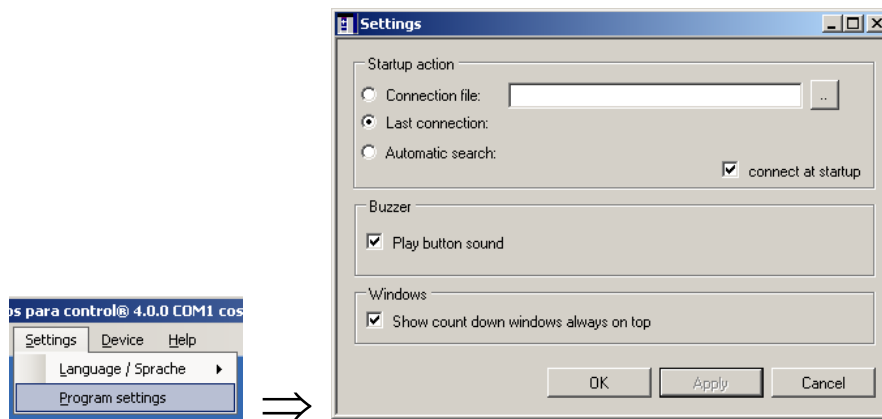 os para control® 4.0.0 COM1 cos
Settings Device Help
Language / Sprache
Program settings
⇒
Settings
Startup action
Connection file: ..
Last connection:
Automatic search:
connect at startup
Buzzer
Play button sound
Windows
Show count down windows always on top
OK Apply Cancel